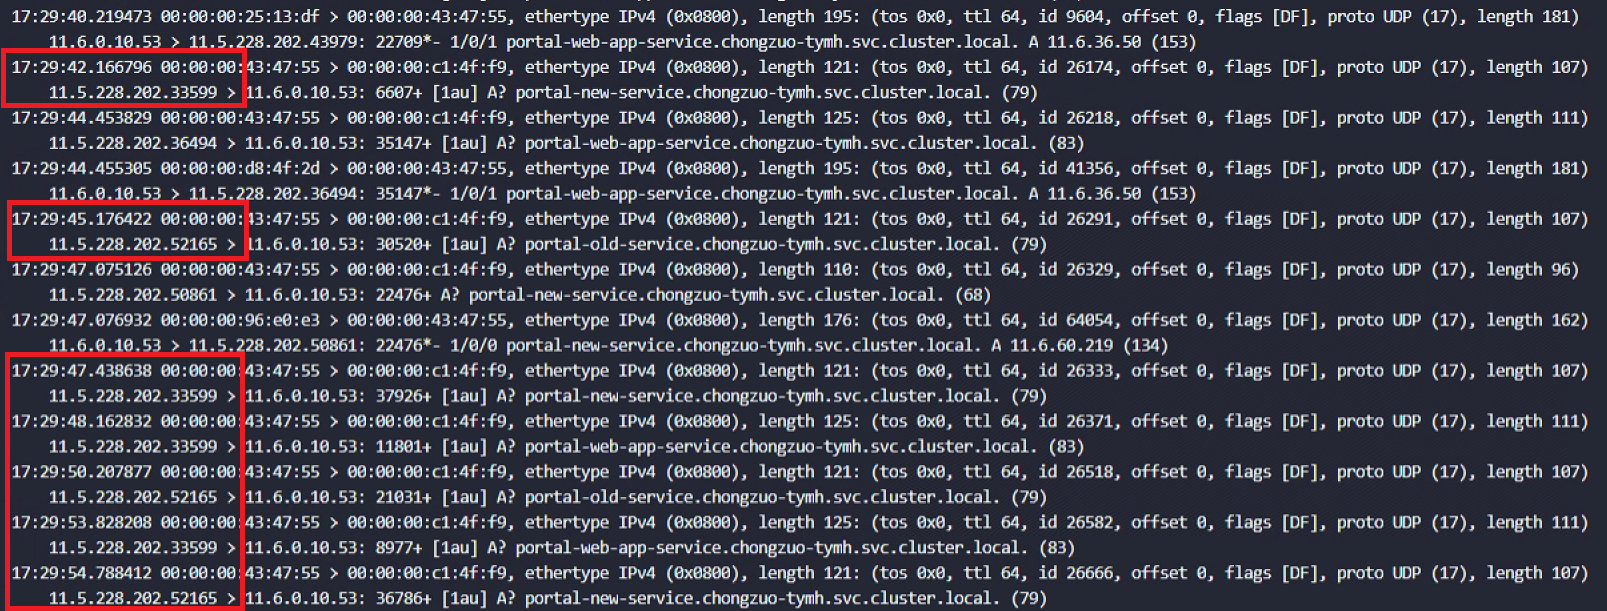 17:29:40.219473 00:00:00:25:13:df > 00:00:00:43:47:55, ethertype IPv4 (0x0800), length 195: (tos 0x0, ttl 64, id 9604, offset 0, flags [DF], proto UDP (17), length 181)
11.6.0.10.53 > 11.5.228.202.43979: 22709*- 1/0/1 portal-web-app-service.chongzuo-tymh.svc.cluster.local. A 11.6.36.50 (153)
17:29:42.166796 00:00:00:43:47:55 > 00:00:00:c1:4f:f9, ethertype IPv4 (0x0800), length 121: (tos 0x0, ttl 64, id 26174, offset 0, flags [DF], proto UDP (17), length 107)
11.5.228.202.33599 > 11.6.0.10.53: 6607+ [1au] A? portal-new-service.chongzuo-tymh.svc.cluster.local. (79)
17:29:44.453829 00:00:00:43:47:55 > 00:00:00:c1:4f:f9, ethertype IPv4 (0x0800), length 125: (tos 0x0, ttl 64, id 26218, offset 0, flags [DF], proto UDP (17), length 111)
11.5.228.202.36494 > 11.6.0.10.53: 35147+ [1au] A? portal-web-app-service.chongzuo-tymh.svc.cluster.local. (83)
17:29:44.455305 00:00:00:d8:4f:2d > 00:00:00:43:47:55, ethertype IPv4 (0x0800), length 195: (tos 0x0, ttl 64, id 41356, offset 0, flags [DF], proto UDP (17), length 181)
11.6.0.10.53 > 11.5.228.202.36494: 35147*- 1/0/1 portal-web-app-service.chongzuo-tymh.svc.cluster.local. A 11.6.36.50 (153)
17:29:45.176422 00:00:00:43:47:55 > 00:00:00:c1:4f:f9, ethertype IPv4 (0x0800), length 121: (tos 0x0, ttl 64, id 26291, offset 0, flags [DF], proto UDP (17), length 107)
11.5.228.202.52165 > 11.6.0.10.53: 30520+ [1au] A? portal-old-service.chongzuo-tymh.svc.cluster.local. (79)
17:29:47.075126 00:00:00:43:47:55 > 00:00:00:c1:4f:f9, ethertype IPv4 (0x0800), length 110: (tos 0x0, ttl 64, id 26329, offset 0, flags [DF], proto UDP (17), length 96)
11.5.228.202.50861 > 11.6.0.10.53: 22476+ A? portal-new-service.chongzuo-tymh.svc.cluster.local. (68)
17:29:47.076932 00:00:00:96:e0:e3 > 00:00:00:43:47:55, ethertype IPv4 (0x0800), length 176: (tos 0x0, ttl 64, id 64054, offset 0, flags [DF], proto UDP (17), length 162)
11.6.0.10.53 > 11.5.228.202.50861: 22476*- 1/0/0 portal-new-service.chongzuo-tymh.svc.cluster.local. A 11.6.60.219 (134)
17:29:47.438638 00:00:00:43:47:55 > 00:00:00:c1:4f:f9, ethertype IPv4 (0x0800), length 121: (tos 0x0, ttl 64, id 26333, offset 0, flags [DF], proto UDP (17), length 107)
11.5.228.202.33599 > 11.6.0.10.53: 37926+ [1au] A? portal-new-service.chongzuo-tymh.svc.cluster.local. (79)
17:29:48.162832 00:00:00:43:47:55 > 00:00:00:c1:4f:f9, ethertype IPv4 (0x0800), length 125: (tos 0x0, ttl 64, id 26371, offset 0, flags [DF], proto UDP (17), length 111)
11.5.228.202.33599 > 11.6.0.10.53: 11801+ [1au] A? portal-web-app-service.chongzuo-tymh.svc.cluster.local. (83)
17:29:50.207877 00:00:00:43:47:55 > 00:00:00:c1:4f:f9, ethertype IPv4 (0x0800), length 121: (tos 0x0, ttl 64, id 26518, offset 0, flags [DF], proto UDP (17), length 107)
11.5.228.202.52165 > 11.6.0.10.53: 21031+ [1au] A? portal-old-service.chongzuo-tymh.svc.cluster.local. (79)
17:29:53.828208 00:00:00:43:47:55 > 00:00:00:c1:4f:f9, ethertype IPv4 (0x0800), length 125: (tos 0x0, ttl 64, id 26582, offset 0, flags [DF], proto UDP (17), length 111)
11.5.228.202.33599 > 11.6.0.10.53: 8977+ [1au] A? portal-web-app-service.chongzuo-tymh.svc.cluster.local. (83)
17:29:54.788412 00:00:00:43:47:55 > 00:00:00:c1:4f:f9, ethertype IPv4 (0x0800), length 121: (tos 0x0, ttl 64, id 26666, offset 0, flags [DF], proto UDP (17), length 107)
11.5.228.202.52165 > 11.6.0.10.53: 36786+ [1au] A? portal-new-service.chongzuo-tymh.svc.cluster.local. (79)